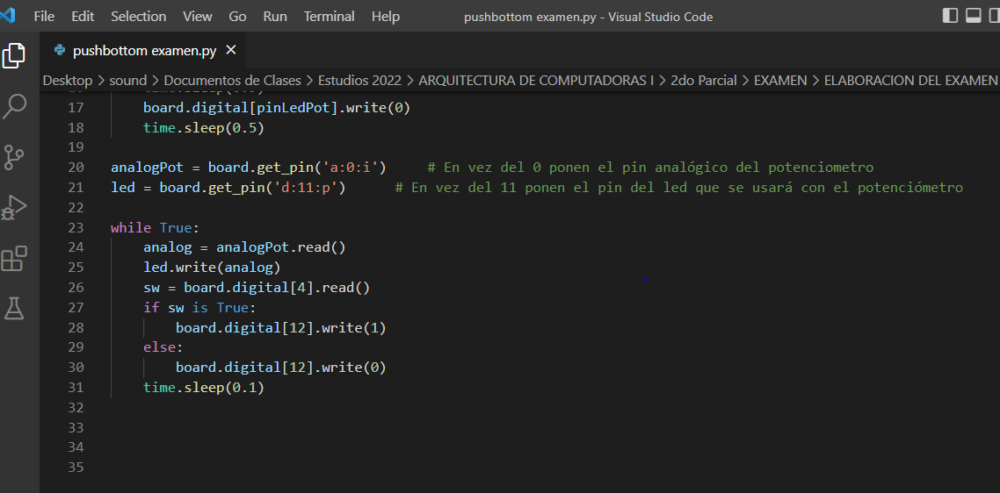 File Edit Selection View Go Run Terminal Help pushbottom examen.py - Visual Studio Code
pushbottom examen.py ×
Desktop > sound > Documentos de Clases > Estudios 2022 > ARQUITECTURA DE COMPUTADORAS I > 2do Parcial > EXAMEN > ELABORACION DEL EXAMEN
17 board.digital[pinLedPot].write(0)
18 time.sleep(0.5)
19
20 analogPot = board.get_pin('a:0:i') # En vez del 0 ponen el pin analógico del potenciometro
21 led = board.get_pin('d:11:p') # En vez del 11 ponen el pin del led que se usará con el potenciómetro
22
23 while True:
24 analog = analogPot.read()
25 led.write(analog)
26 sw = board.digital[4].read()
27 if sw is True:
28 board.digital[12].write(1)
29 else:
30 board.digital[12].write(0)
31 time.sleep(0.1)
32
33
34
35